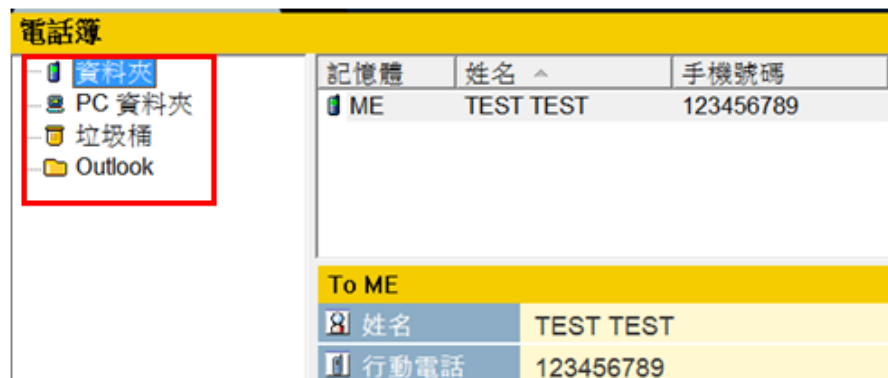 電話簿
資料夾
PC 資料夾
垃圾桶
Outlook
記憶體 姓名 手機號碼
ME TEST TEST 123456789
To ME
姓名 TEST TEST
行動電話 123456789